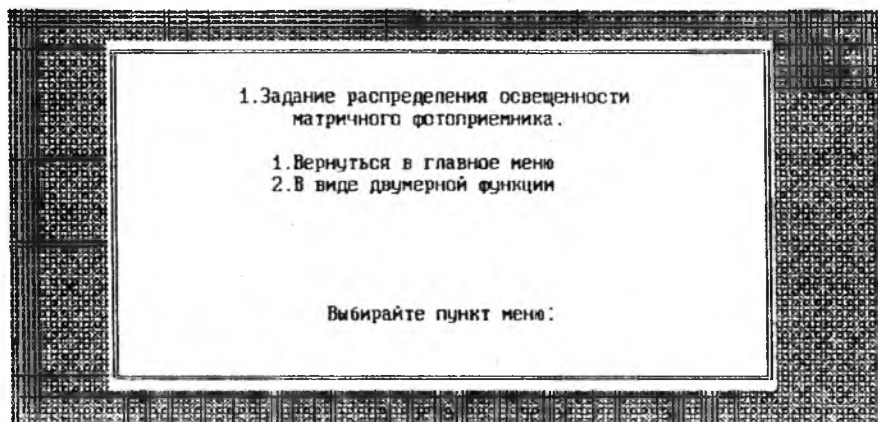 1.Задание распределения освещенности
матричного фотоприемника.
1.Вернуться в главное меню
2.В виде двумерной функции
Выбирайте пункт меню: